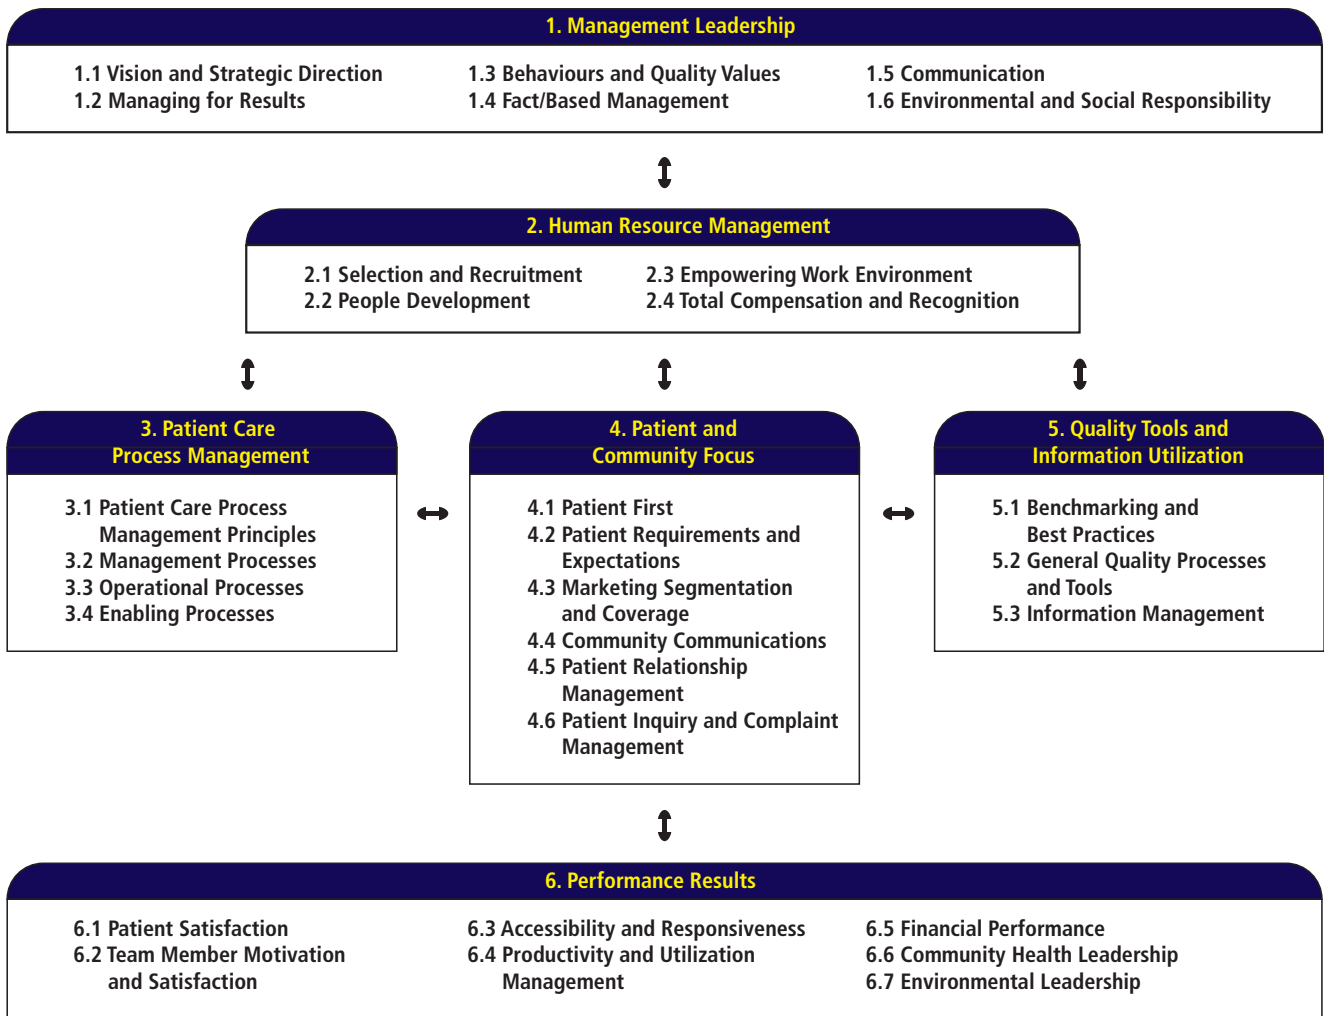 1. Management Leadership
1.1 Vision and Strategic Direction
1.2 Managing for Results
1.3 Behaviours and Quality Values
1.4 Fact/Based Management
1.5 Communication
1.6 Environmental and Social Responsibility
2. Human Resource Management
2.1 Selection and Recruitment
2.2 People Development
2.3 Empowering Work Environment
2.4 Total Compensation and Recognition
3. Patient Care
Process Management
3.1 Patient Care Process
Management Principles
3.2 Management Processes
3.3 Operational Processes
3.4 Enabling Processes
4. Patient and
Community Focus
4.1 Patient First
4.2 Patient Requirements and
Expectations
4.3 Marketing Segmentation
and Coverage
4.4 Community Communications
4.5 Patient Relationship
Management
4.6 Patient Inquiry and Complaint
Management
5. Quality Tools and
Information Utilization
5.1 Benchmarking and
Best Practices
5.2 General Quality Processes
and Tools
5.3 Information Management
6. Performance Results
6.1 Patient Satisfaction
6.2 Team Member Motivation
and Satisfaction
6.3 Accessibility and Responsiveness
6.4 Productivity and Utilization
Management
6.5 Financial Performance
6.6 Community Health Leadership
6.7 Environmental Leadership